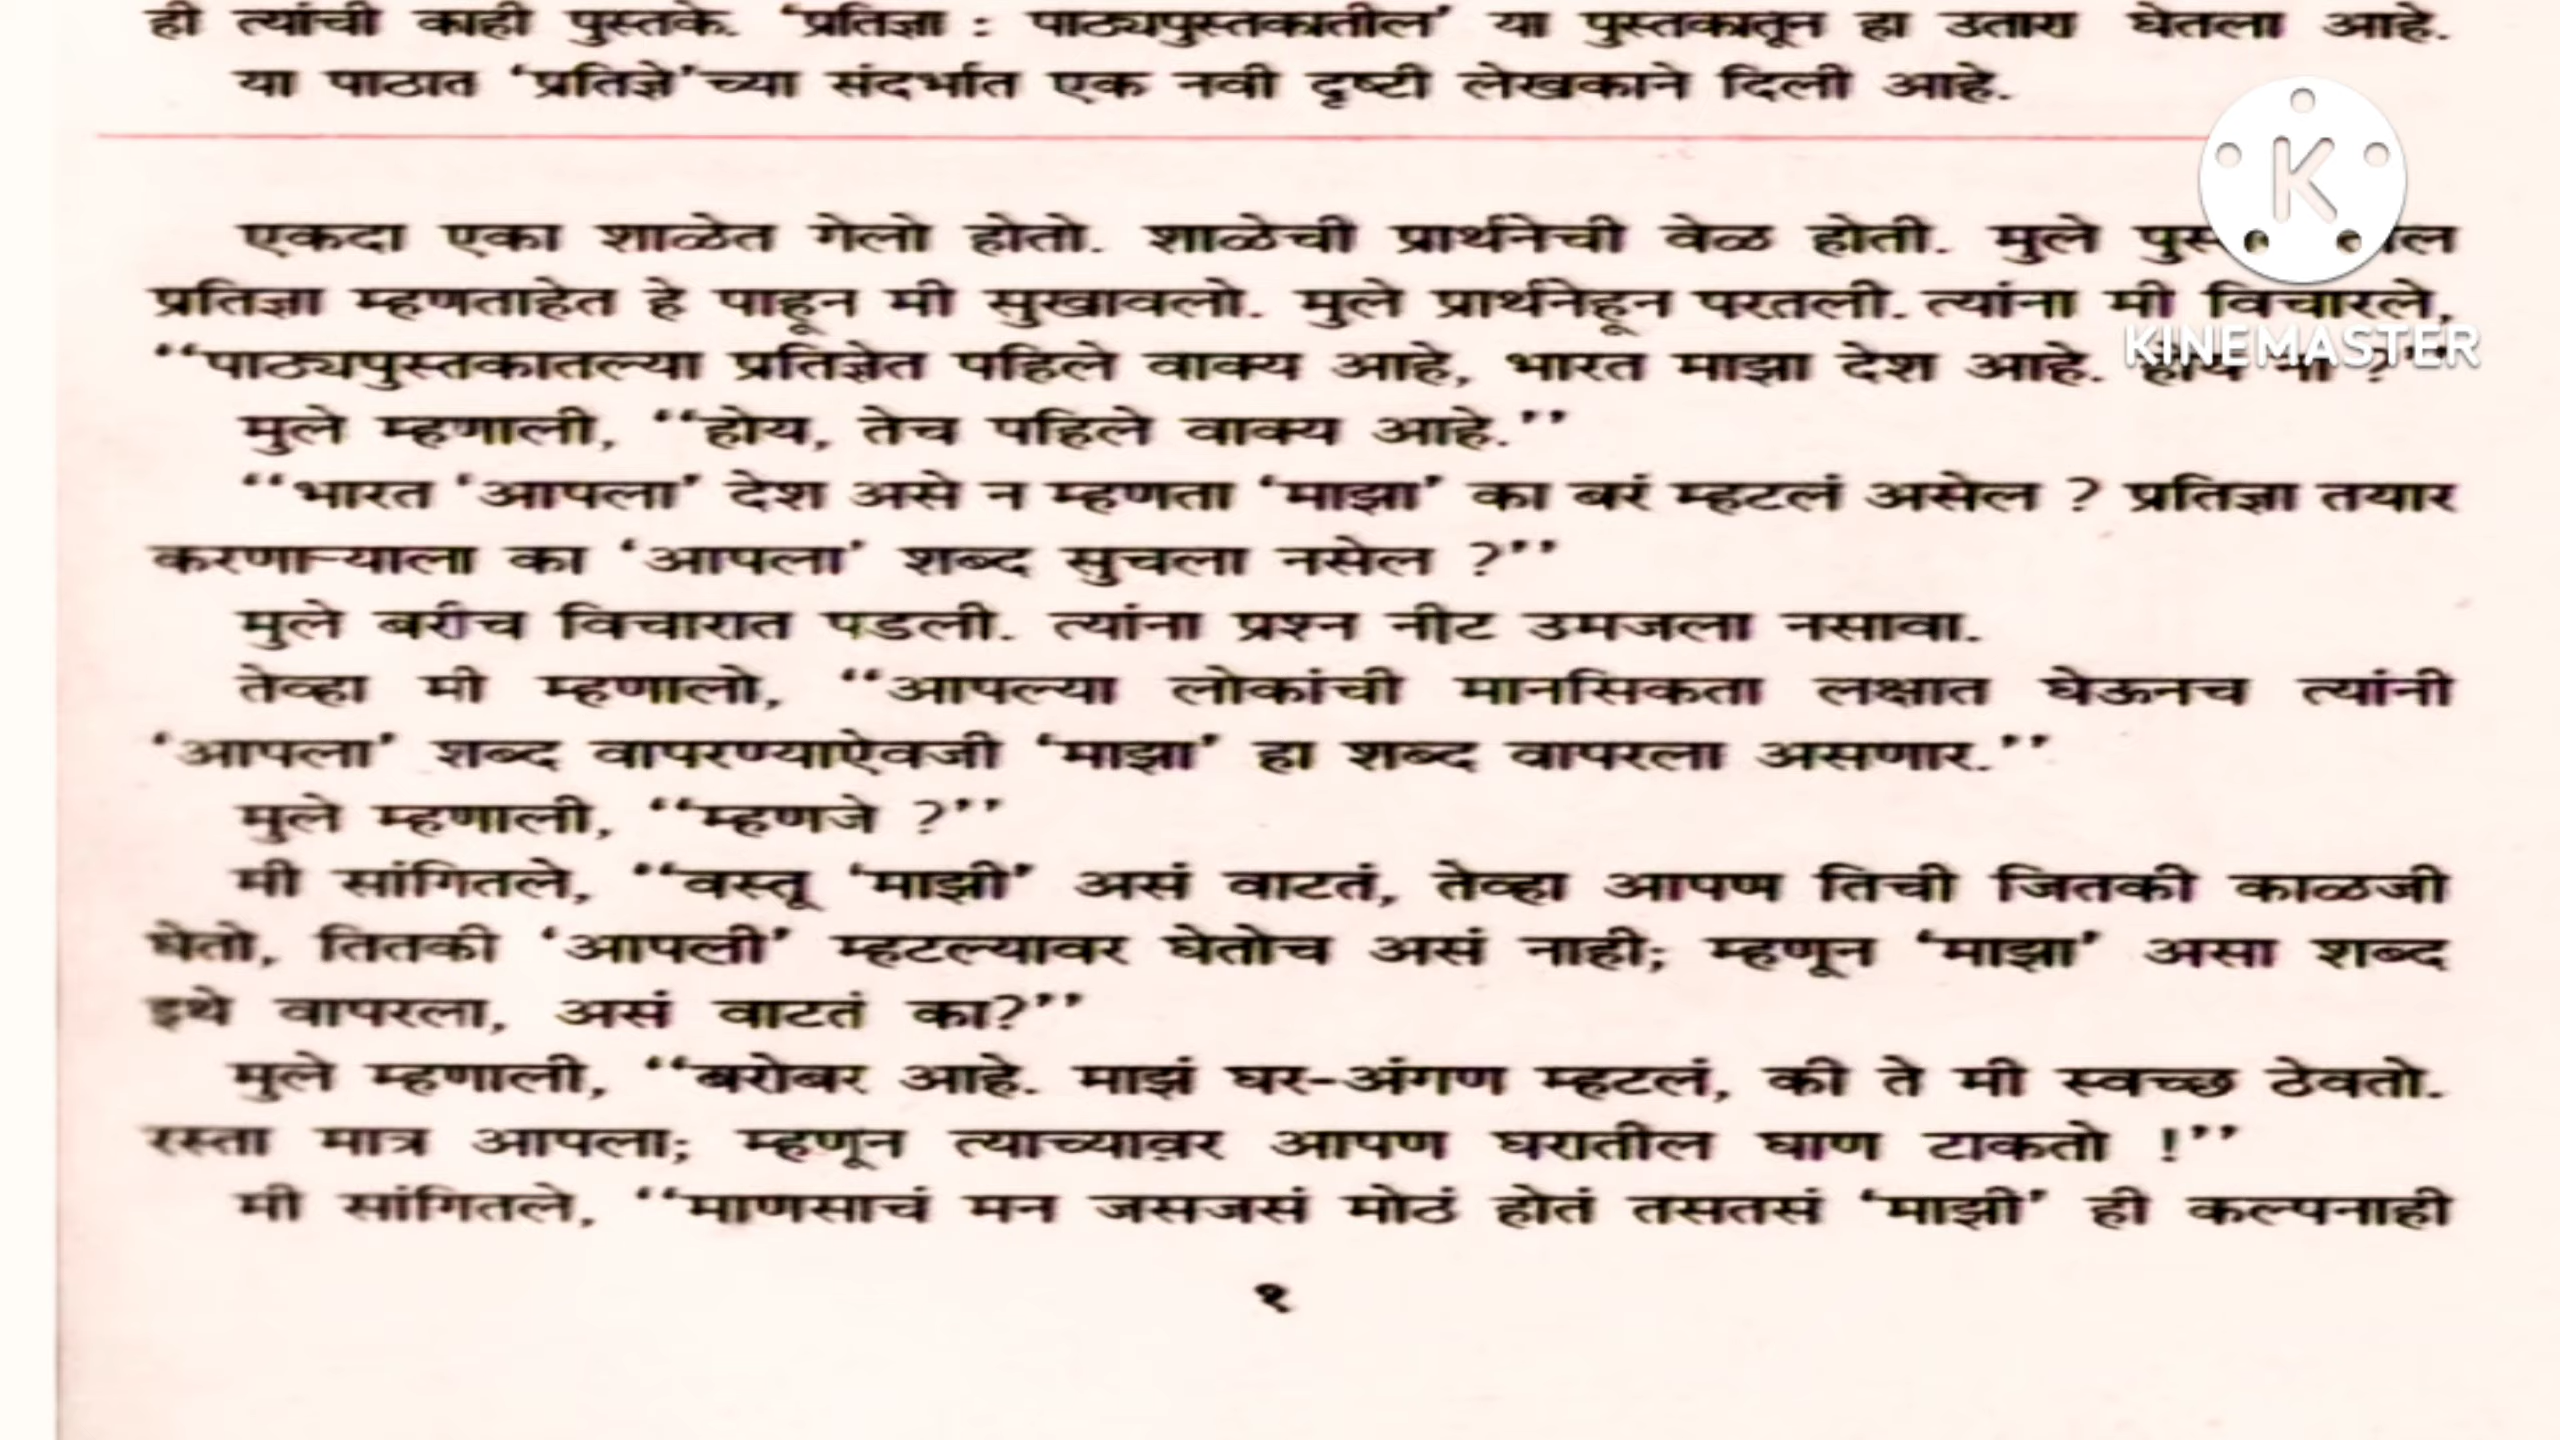 ही त्यांची काही पुस्तके. ‘प्रतिज्ञा : पाठ्यपुस्तकातील’ या पुस्तकातून हा उतारा घेतला आहे.
या पाठात ‘प्रतिज्ञे’च्या संदर्भात एक नवी दृष्टी लेखकाने दिली आहे.
एकदा एका शाळेत गेलो होतो. शाळेची प्रार्थनेची वेळ होती. मुले
प्रतिज्ञा म्हणताहेत हे पाहून मी सुखावलो. मुले प्रार्थनेहून परतली. त्यांना मी विचारले,
‘‘पाठ्यपुस्तकातल्या प्रतिज्ञेत पहिले वाक्य आहे, भारत माझा देश आहे.
मुले म्हणाली, ‘‘होय, तेच पहिले वाक्य आहे.’’
‘‘भारत ‘आपला’ देश असे न म्हणता ‘माझा’ का बरं म्हटलं असेल ? प्रतिज्ञा तयार
करणाऱ्याला का ‘आपला’ शब्द सुचला नसेल ?’’
मुले बरीच विचारात पडली. त्यांना प्रश्न नीट उमजला नसावा.
तेव्हा मी म्हणालो, ‘‘आपल्या लोकांची मानसिकता लक्षात घेऊनच त्यांनी
‘आपला’ शब्द वापरण्याऐवजी ‘माझा’ हा शब्द वापरला असणार.’’
मुले म्हणाली, ‘‘म्हणजे ?’’
मी सांगितले, ‘‘वस्तू ‘माझी’ असं वाटतं, तेव्हा आपण तिची जितकी काळजी
घेतो, तितकी ‘आपली’ म्हटल्यावर घेतोच असं नाही; म्हणून ‘माझा’ असा शब्द
इथे वापरला, असं वाटतं का?’’
मुले म्हणाली, ‘‘बरोबर आहे. माझं घर-अंगण म्हटलं, की ते मी स्वच्छ ठेवतो.
रस्ता मात्र आपला; म्हणून त्याच्यावर आपण घरातील घाण टाकतो !’’
मी सांगितले, ‘‘माणसाचं मन जसजसं मोठं होतं तसतसं ‘माझी’ ही कल्पनाही
१
K
KINEMASTER